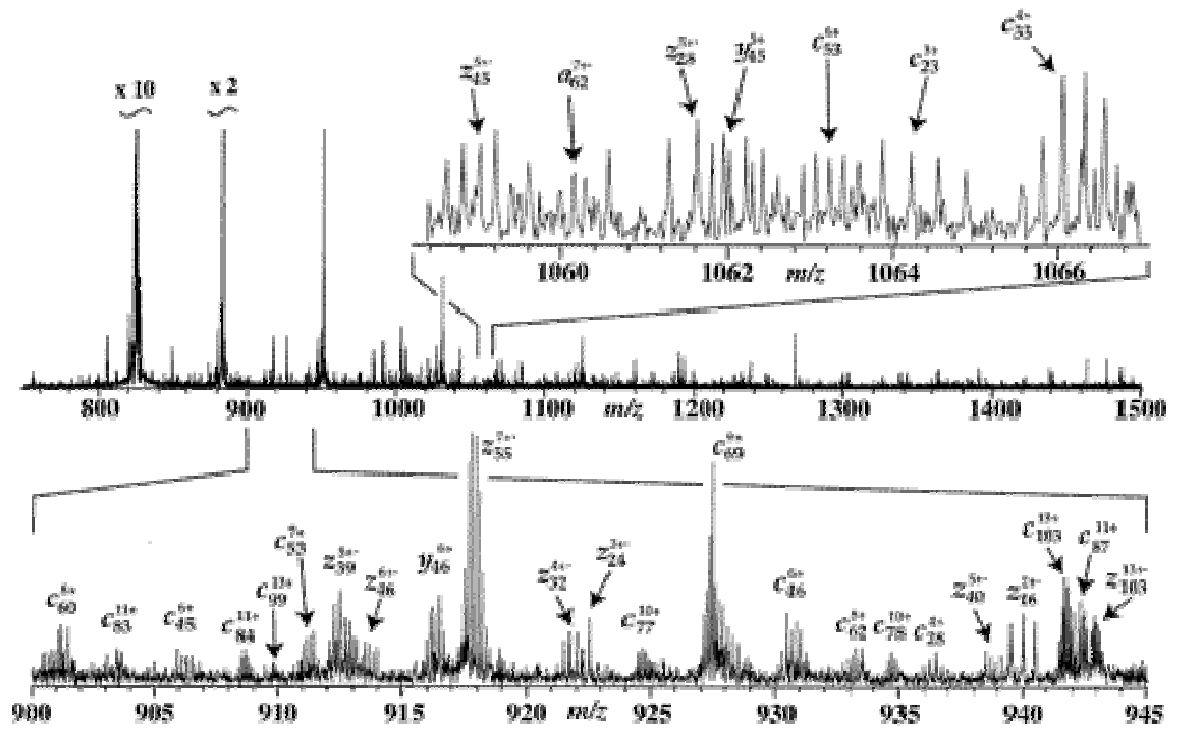 x 10
x 2
z45 5+•
a62 7+•
z28 3+•
y45 5+
c53 6+
c23 3+
c33 4+
1060 1062 m/z 1064 1066
800 900 1000 1100 m/z 1200 1300 1400 1500
c60 8+
c83 11+
c45 6+
c84 11+
c99 13+
c53 7+
z39 5+•
z46 6+•
y46 6+
z55 7+•
z32 4+•
z24 3+•
c77 10+
c69 9+
c46 6+
c62 8+
c78 10+
c28 4+
z40 5+•
z16 2+•
c103 13+
c87 11+
z103
900 905 910 915 920 m/z 925 930 935 940 945